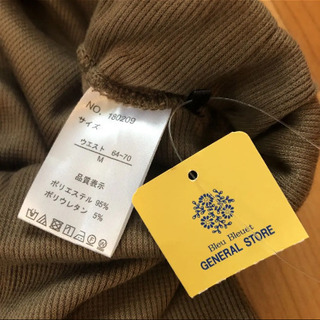 NO. 180209
サイズ
ウエスト 64-70
M
品質表示
ポリエステル 95%
ポリウレタン 5%
Bleu Bleuet
GENERAL STORE